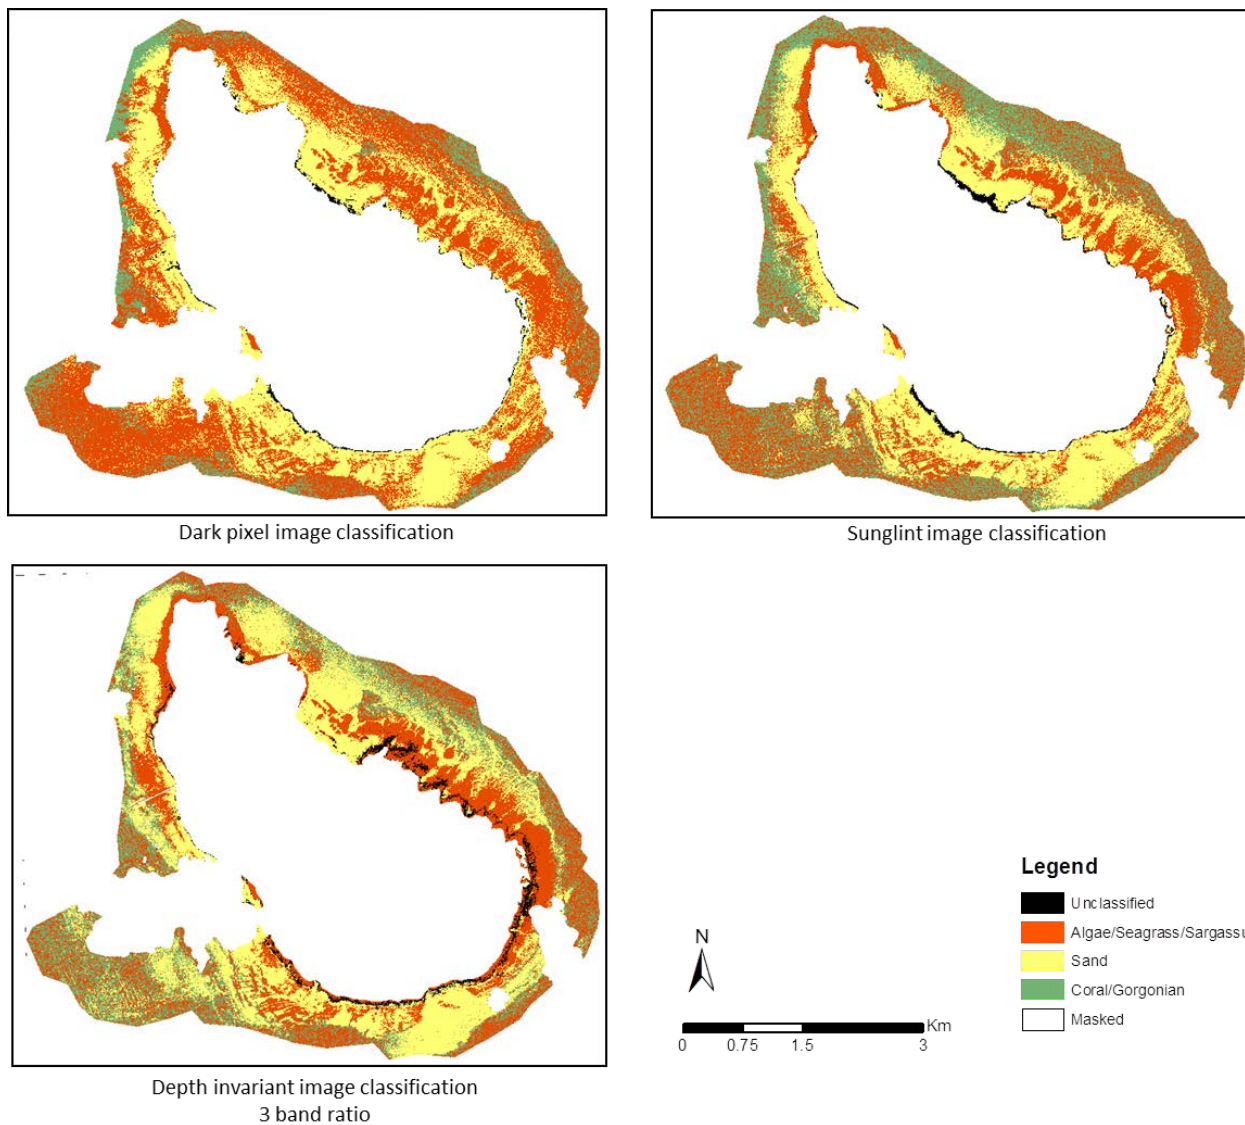 Dark pixel image classification
Sunglint image classification
Depth invariant image classification
3 band ratio
Legend
Unclassified
Algae/Seagrass/Sargassu
Sand
Coral/Gorgonian
Masked
N
Km
0 0.75 1.5 3